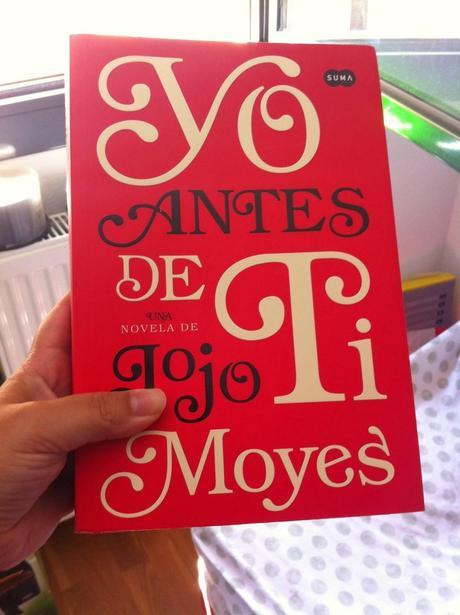 YO
SUMA
ANTES
DE
Ti
UNA
NOVELA DE
Jojo
Moyes